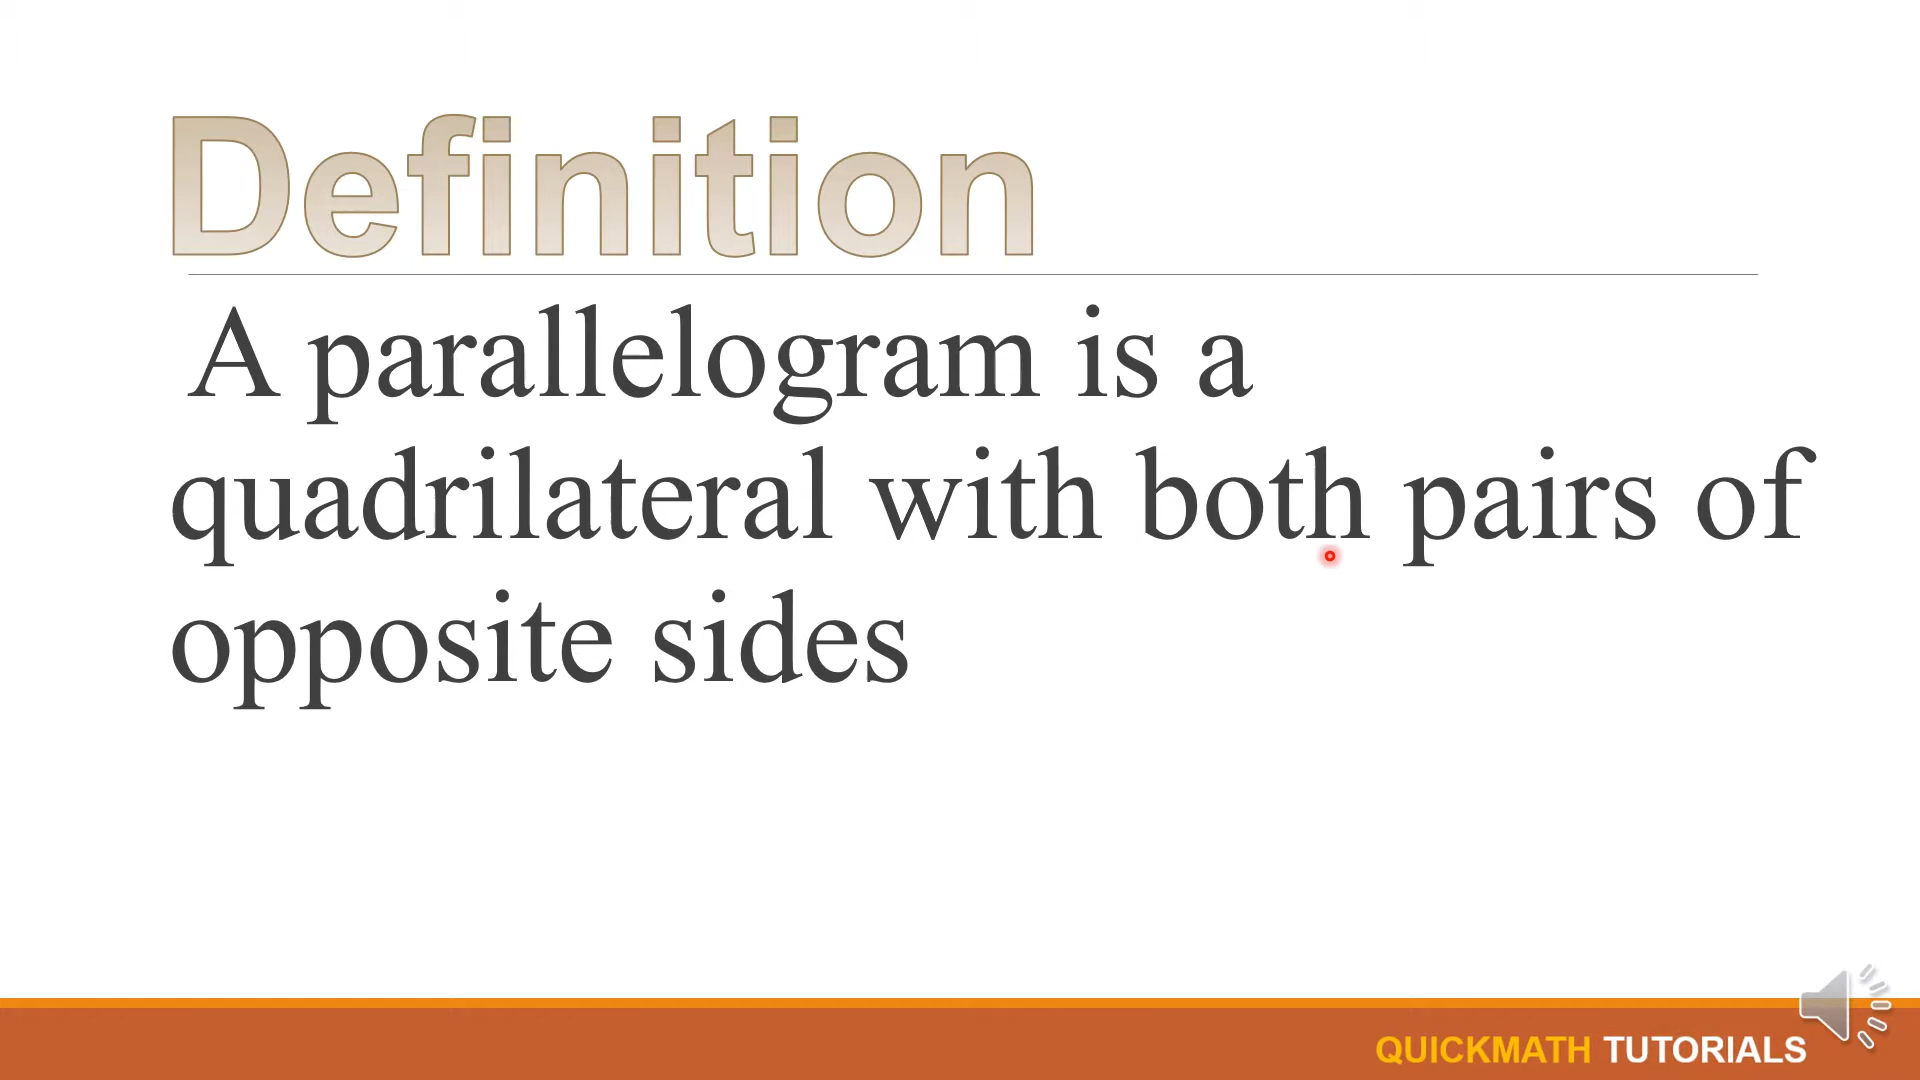 Definition
A parallelogram is a
quadrilateral with both pairs of
opposite sides
QUICKMATH TUTORIALS